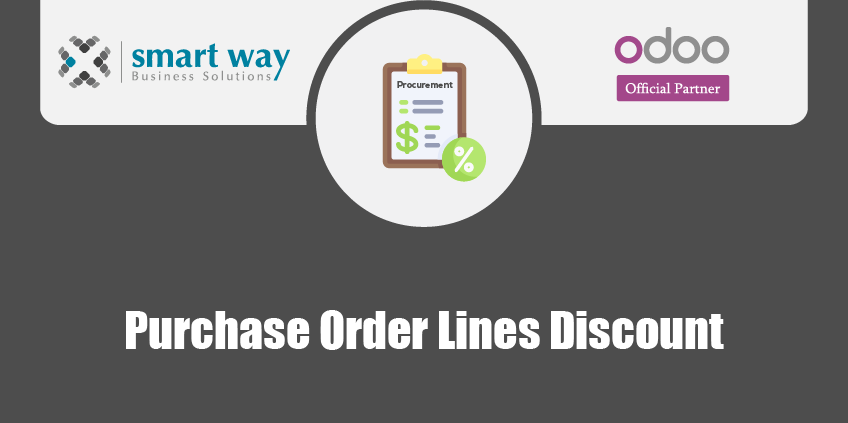 smart way
Business Solutions
Procurement
$
%
odoo
Official Partner
Purchase Order Lines Discount